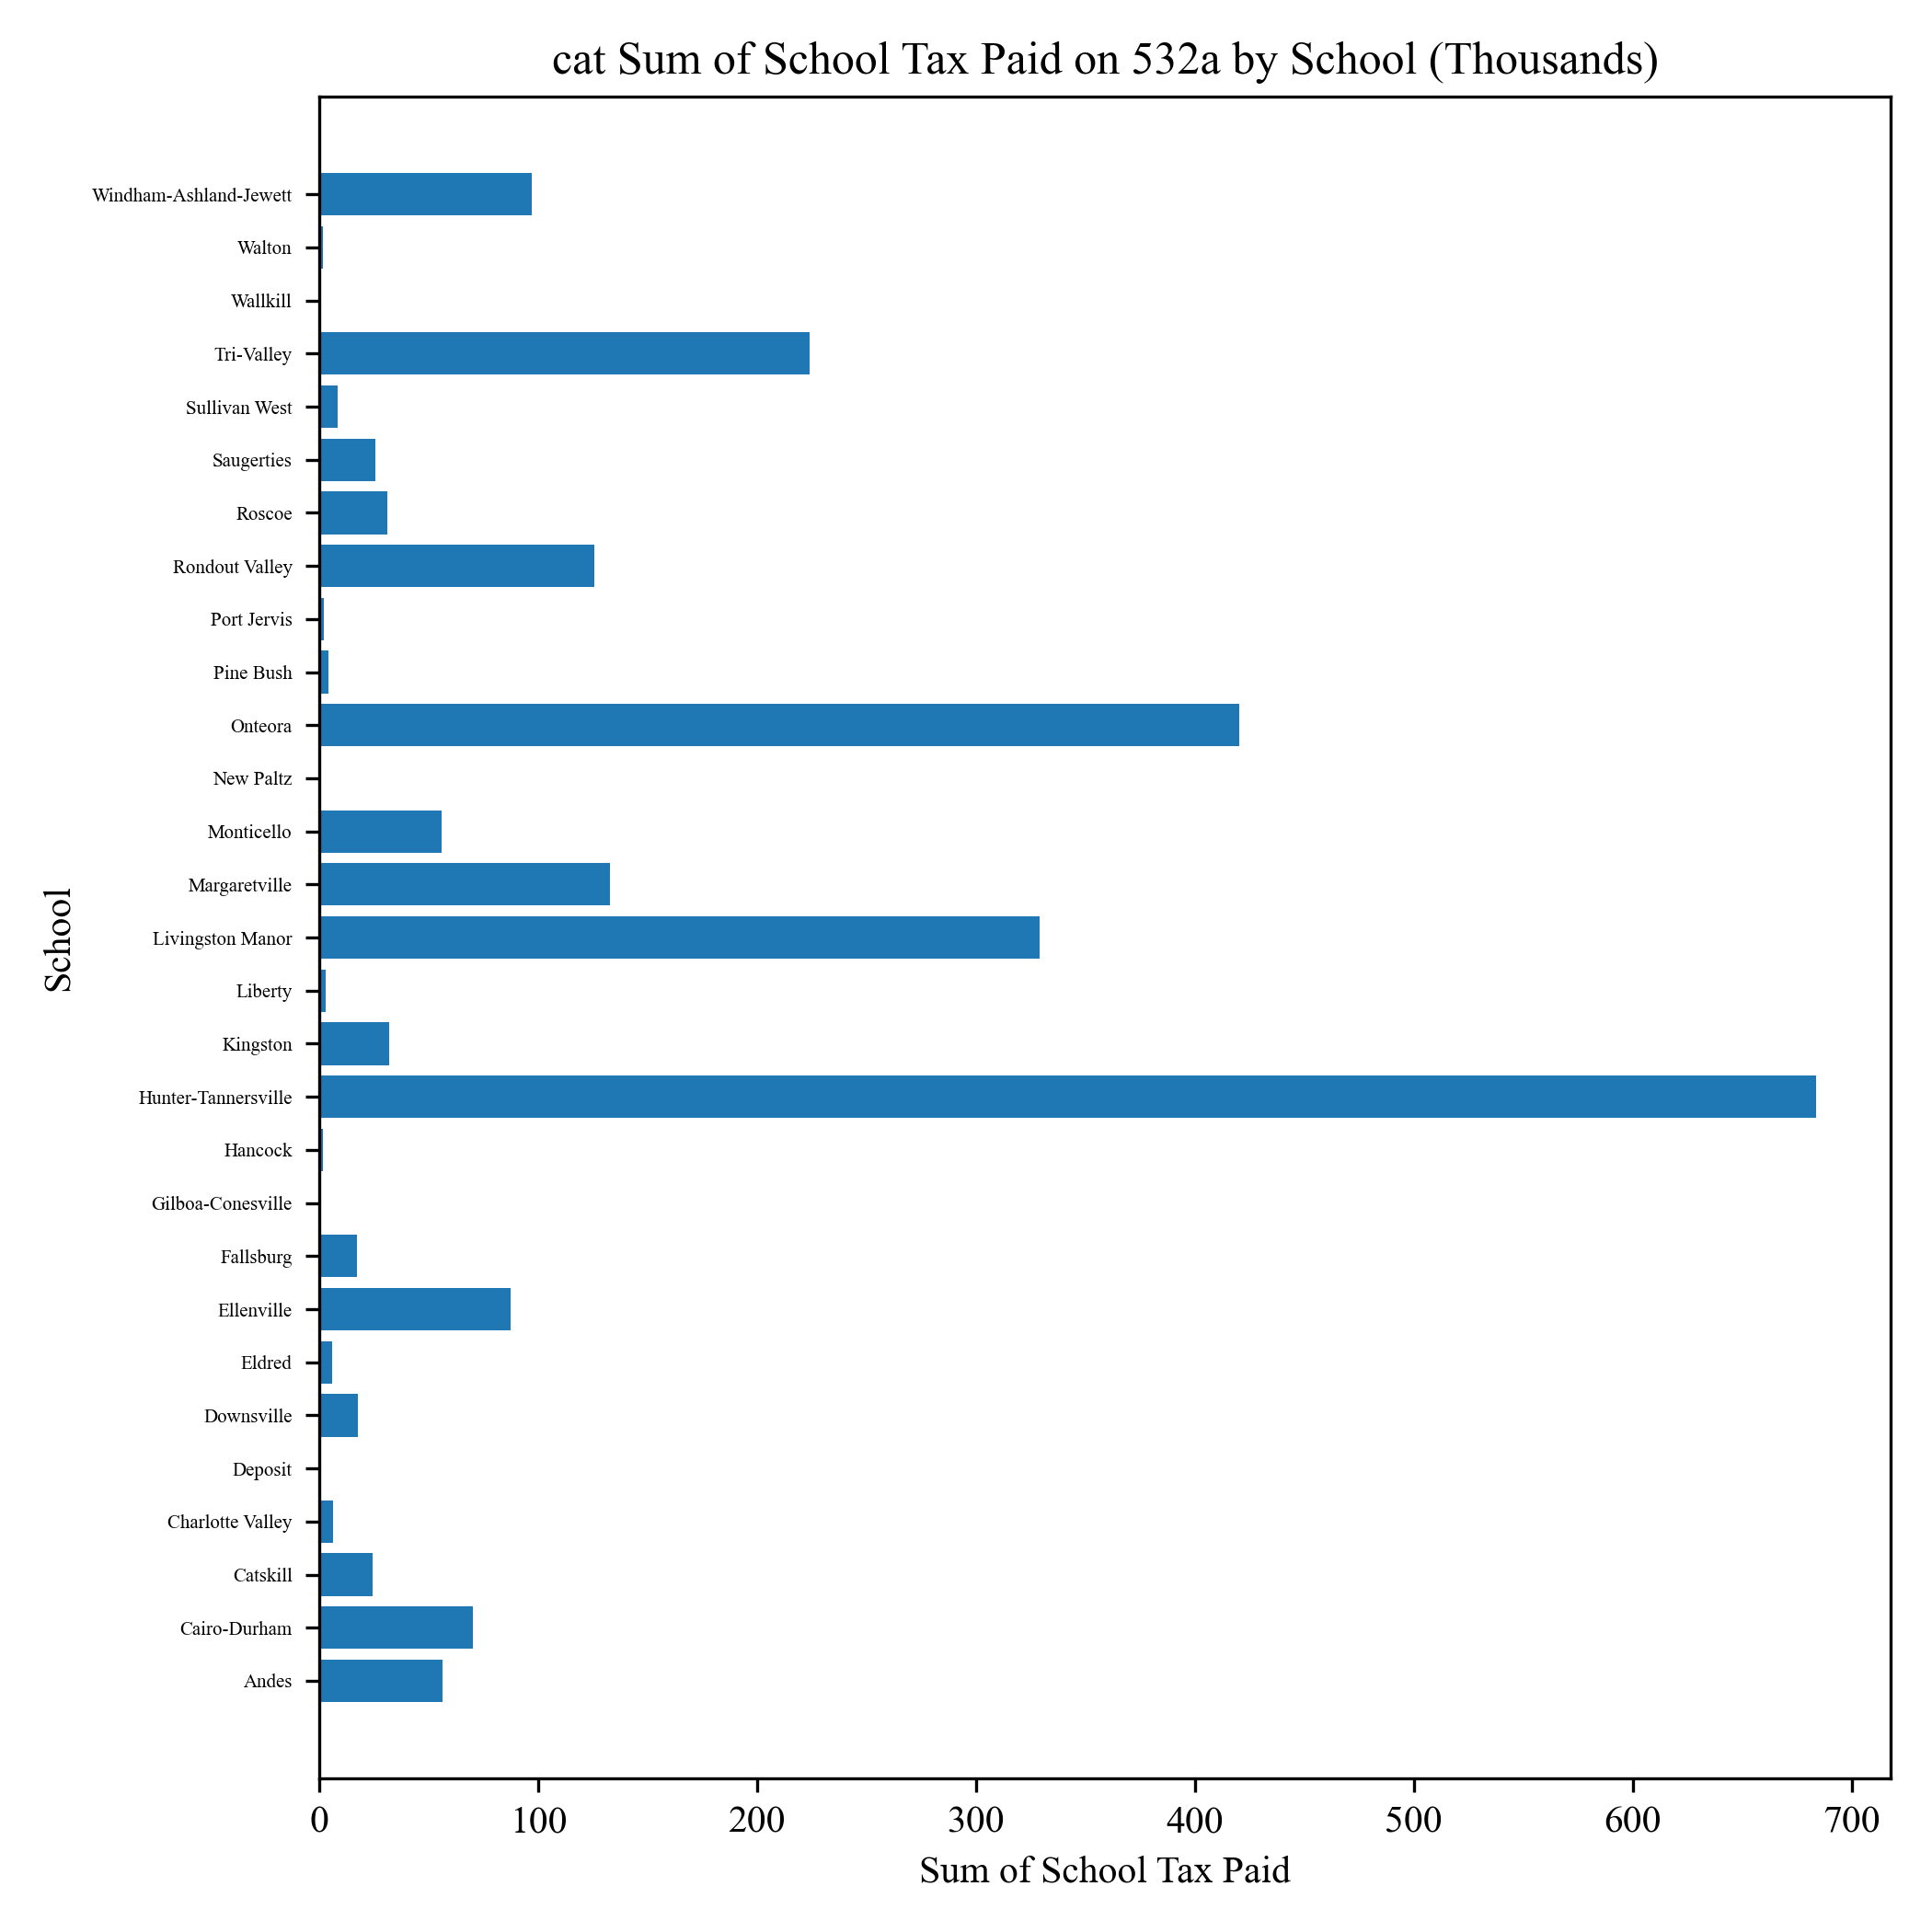 cat Sum of School Tax Paid on 532a by School (Thousands)
Windham-Ashland-Jewett
Walton
Wallkill
Tri-Valley
Sullivan West
Saugerties
Roscoe
Rondout Valley
Port Jervis
Pine Bush
Onteora
New Paltz
Monticello
Margaretville
Livingston Manor
Liberty
Kingston
Hunter-Tannersville
Hancock
Gilboa-Conesville
Fallsburg
Ellenville
Eldred
Downsville
Deposit
Charlotte Valley
Catskill
Cairo-Durham
Andes
School
0 100 200 300 400 500 600 700
Sum of School Tax Paid